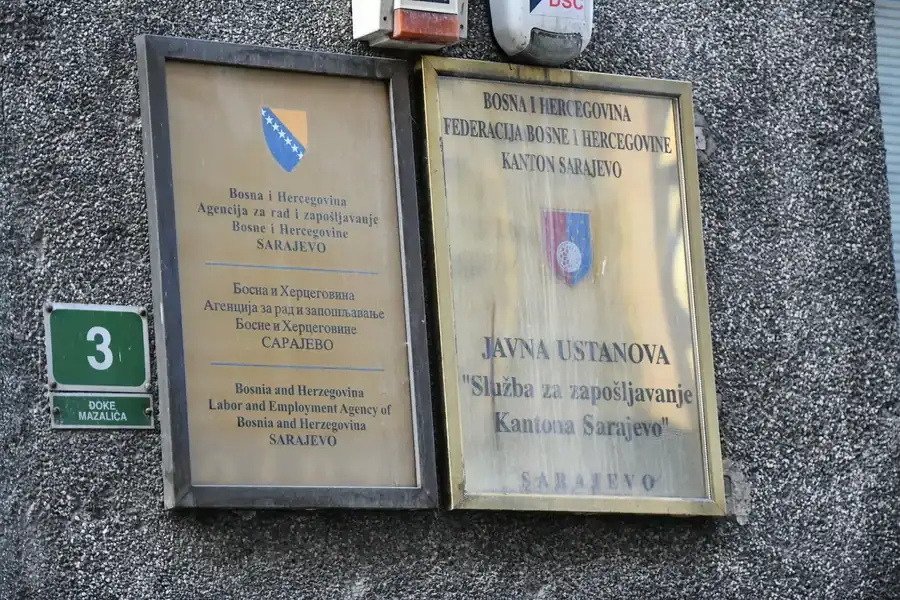 DSC
Bosna i Hercegovina
Agencija za rad i zapošljavanje
Bosne i Hercegovine
SARAJEVO
Босна и Херцеговина
Агенција за рад и запошљавање
Босне и Херцеговине
САРАЈЕВО
Bosnia and Herzegovina
Labor and Employment Agency of
Bosnia and Herzegovina
SARAJEVO
BOSNA I HERCEGOVINA
FEDERACIJA BOSNE I HERCEGOVINE
KANTON SARAJEVO
JAVNA USTANOVA
"Služba za zapošljavanje
Kantona Sarajevo"
SARAJEVO
3
ĐOKE
MAZALIĆA